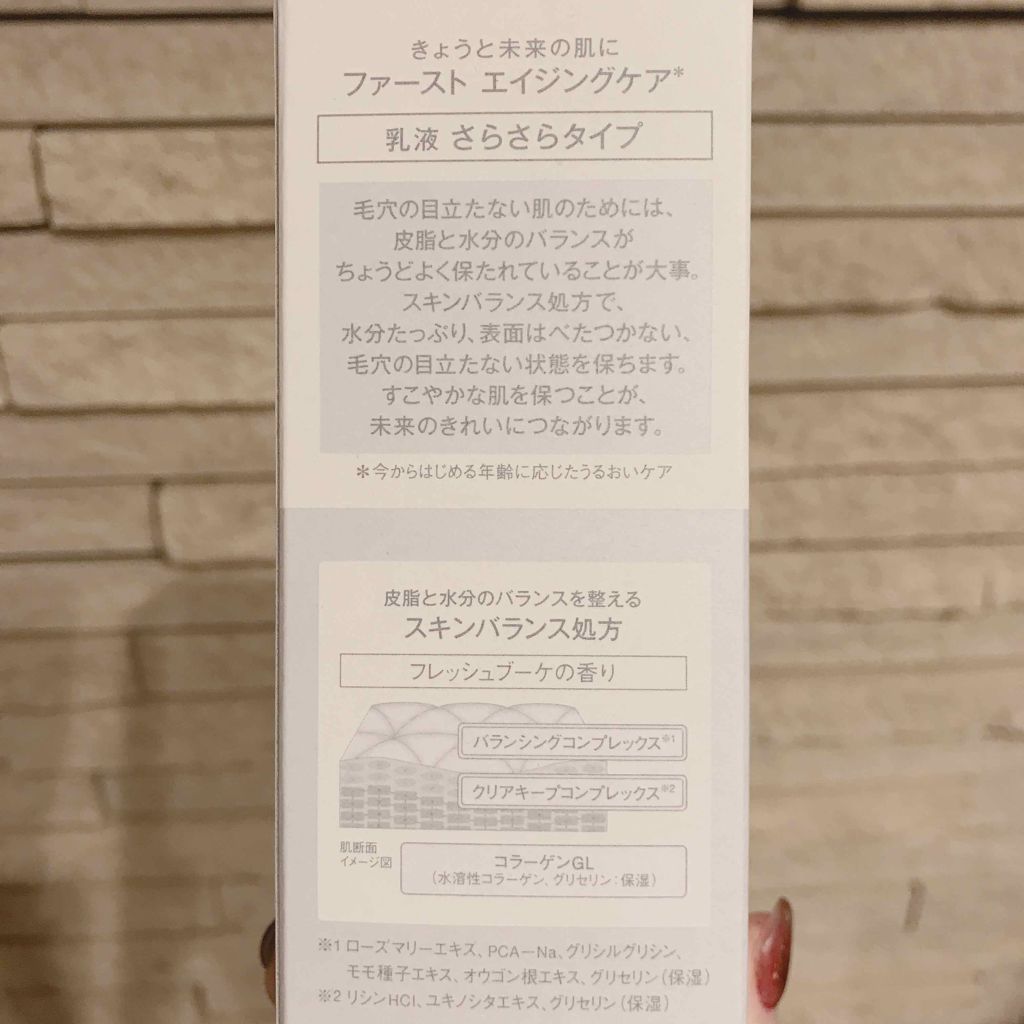 きょうと未来の肌に
ファースト エイジングケア*
乳液 さらさらタイプ
毛穴の目立たない肌のためには、
皮脂と水分のバランスが
ちょうどよく保たれていることが大事。
スキンバランス処方で、
水分たっぷり、表面はべたつかない、
毛穴の目立たない状態を保ちます。
すこやかな肌を保つことが、
未来のきれいにつながります。
*今からはじめる年齢に応じたうるおいケア
皮脂と水分のバランスを整える
スキンバランス処方
フレッシュブーケの香り
バランシングコンプレックス※1
クリアキープコンプレックス※2
肌断面
イメージ図
コラーゲンGL
(水溶性コラーゲン、グリセリン:保湿)
※1 ローズマリーエキス、PCA-Na、グリシルグリシン、
モモ種子エキス、オウゴン根エキス、グリセリン(保湿)
※2 リシンHCl、ユキノシタエキス、グリセリン(保湿)